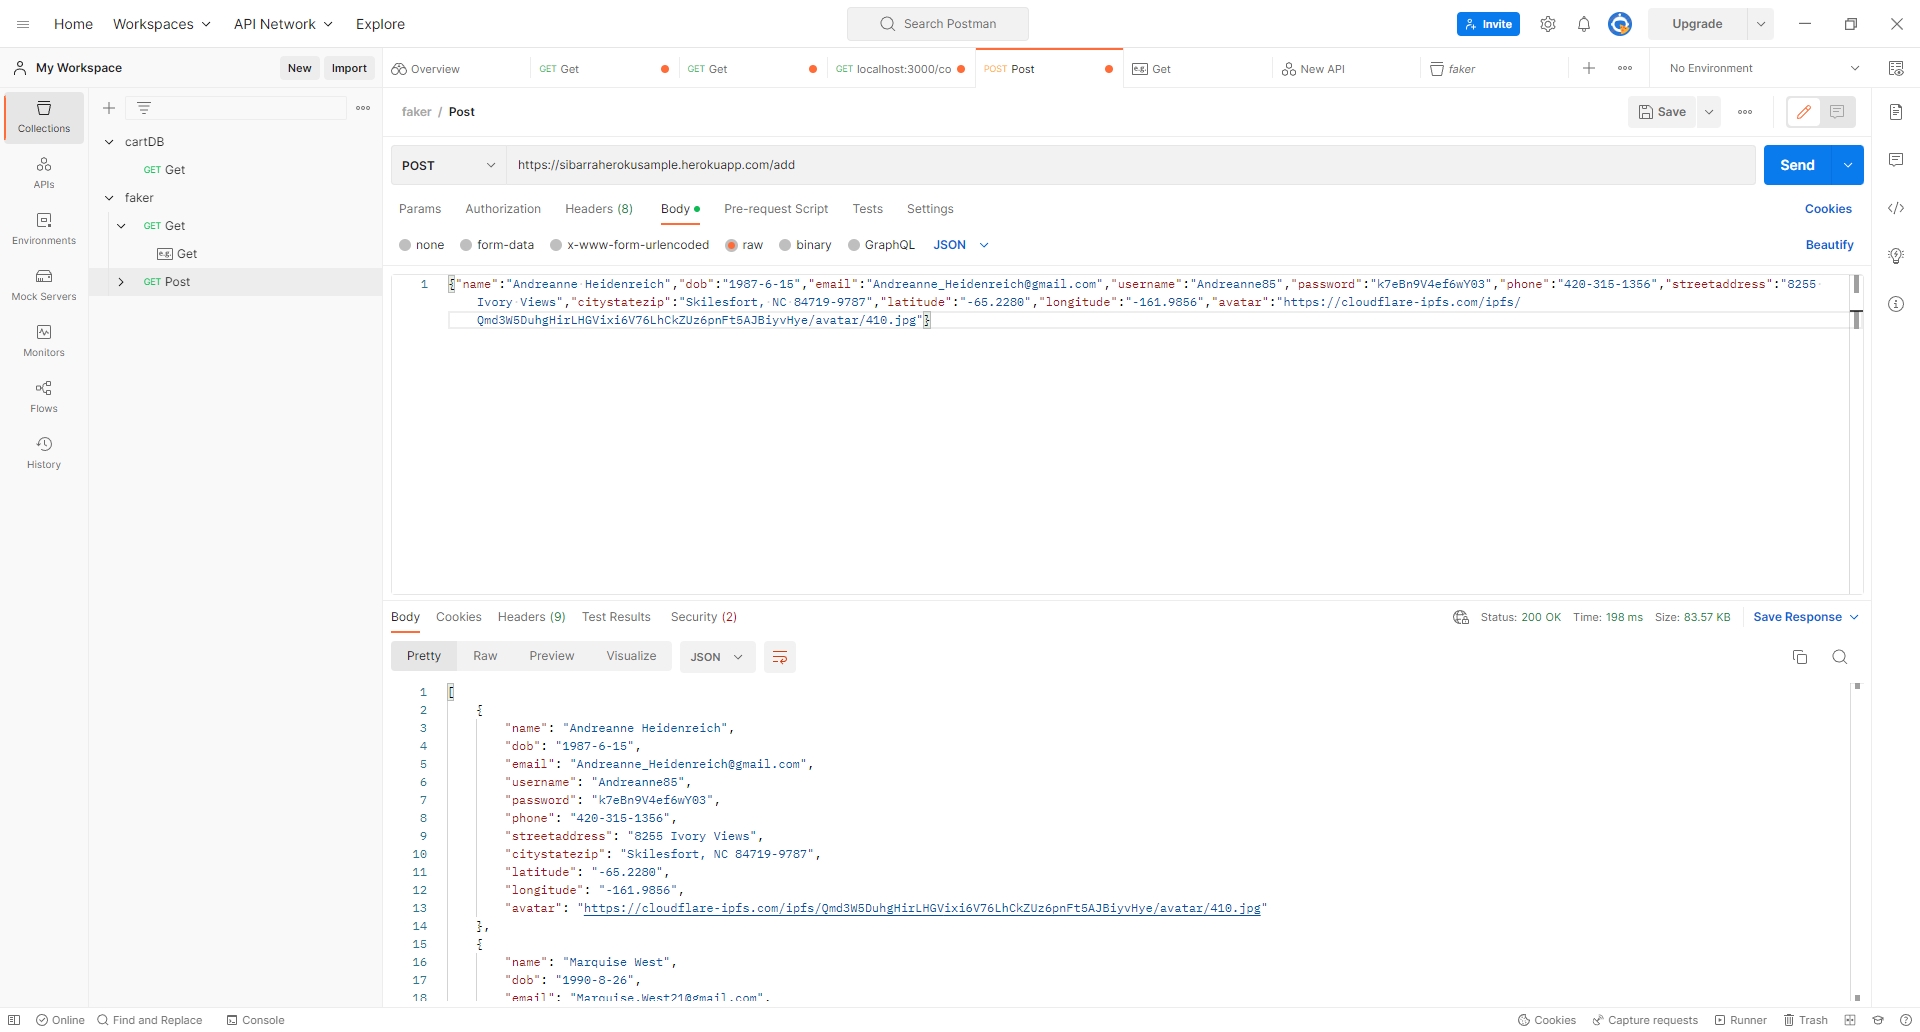 Home Workspaces API Network Explore Search Postman Invite Upgrade
My Workspace New Import Overview GET Get GET Get GET localhost:3000/co POST Post e.g. Get New API faker No Environment
faker / Post Save
Collections
cartDB
GET Get
faker
GET Get
e.g. Get
GET Post
APIs
Environments
Mock Servers
Monitors
Flows
History
POST https://sibarraherokusample.herokuapp.com/add Send
Params Authorization Headers (8) Body Pre-request Script Tests Settings Cookies
none form-data x-www-form-urlencoded raw binary GraphQL JSON Beautify
1 {"name":"Andreanne Heidenreich","dob":"1987-6-15","email":"Andreanne_Heidenreich@gmail.com","username":"Andreanne85","password":"k7eBn9V4ef6wY03","phone":"420-315-1356","streetaddress":"8255
Ivory Views","citystatezip":"Skilesfort, NC 84719-9787","latitude":"-65.2280","longitude":"-161.9856","avatar":"https://cloudflare-ipfs.com/ipfs/
Qmd3W5DuhgHirLHGVixi6V76LhCkZUz6pnFt5AJBiyvHye/avatar/410.jpg"}
Body Cookies Headers (9) Test Results Security (2) Status: 200 OK Time: 198 ms Size: 83.57 KB Save Response
Pretty Raw Preview Visualize JSON
1 [
2 {
3 "name": "Andreanne Heidenreich",
4 "dob": "1987-6-15",
5 "email": "Andreanne_Heidenreich@gmail.com",
6 "username": "Andreanne85",
7 "password": "k7eBn9V4ef6wY03",
8 "phone": "420-315-1356",
9 "streetaddress": "8255 Ivory Views",
10 "citystatezip": "Skilesfort, NC 84719-9787",
11 "latitude": "-65.2280",
12 "longitude": "-161.9856",
13 "avatar": "https://cloudflare-ipfs.com/ipfs/Qmd3W5DuhgHirLHGVixi6V76LhCkZUz6pnFt5AJBiyvHye/avatar/410.jpg"
14 },
15 {
16 "name": "Marquise West",
17 "dob": "1990-8-26",
18 "email": "Marquise.West21@gmail.com",
Online Find and Replace Console Cookies Capture requests Runner Trash